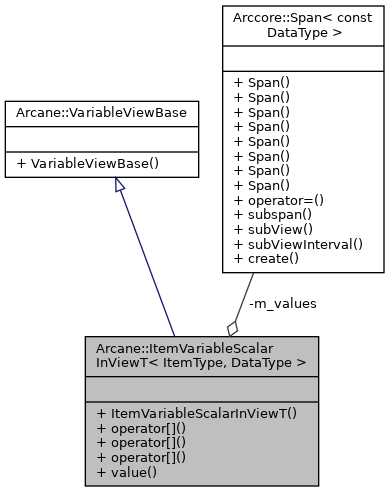 Arccore::Span< const
DataType >
+ Span()
+ Span()
+ Span()
+ Span()
+ Span()
+ Span()
+ Span()
+ Span()
+ operator=()
+ subspan()
+ subView()
+ subViewInterval()
+ create()
Arcane::VariableViewBase
+ VariableViewBase()
-m_values
Arcane::ItemVariableScalar
InViewT< ItemType, DataType >
+ ItemVariableScalarInViewT()
+ operator[]()
+ operator[]()
+ operator[]()
+ value()